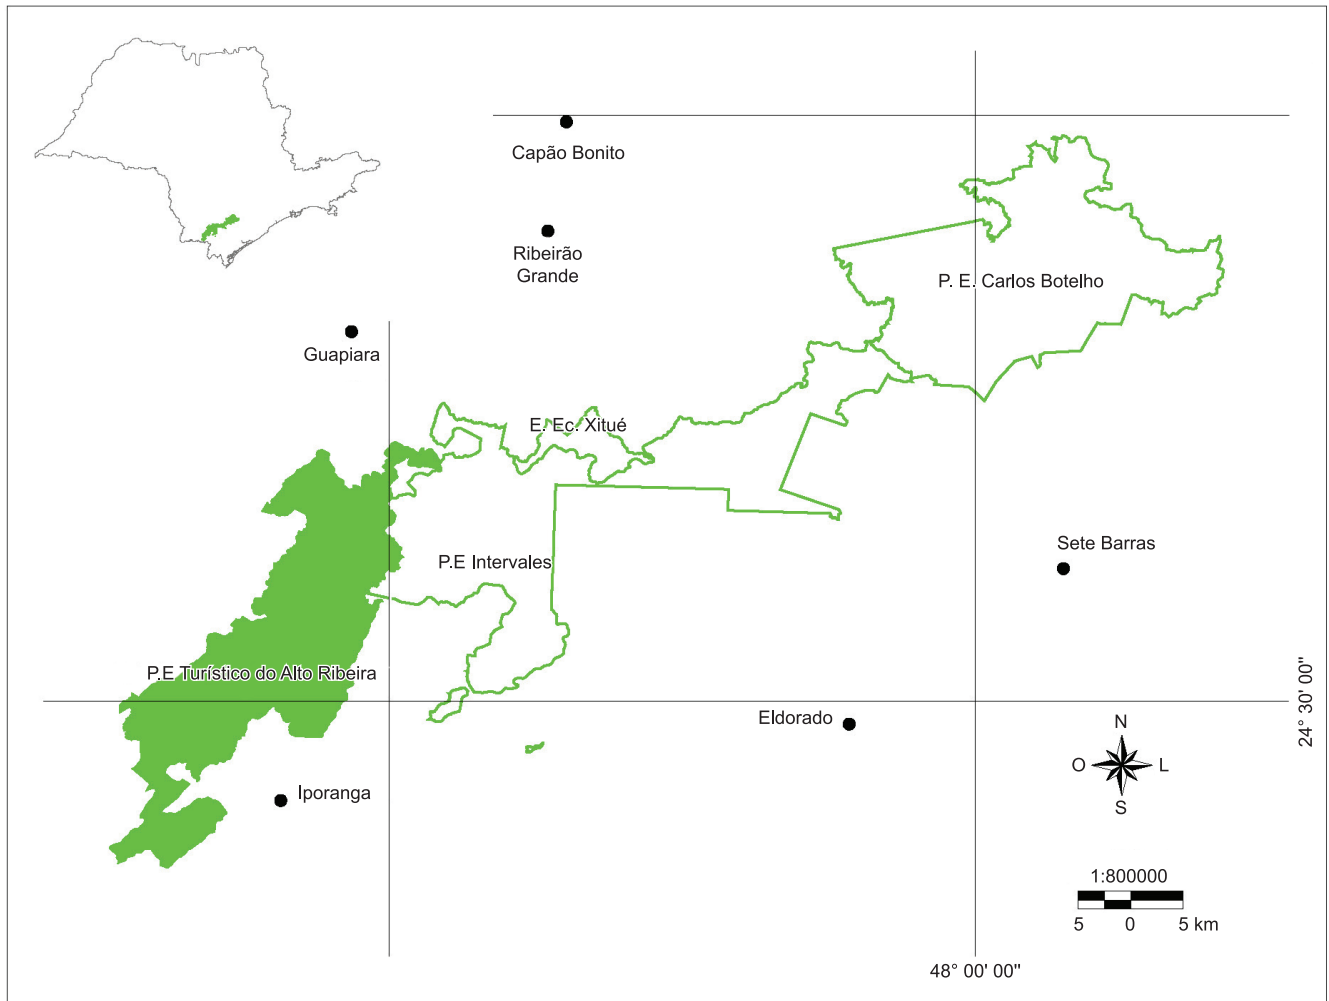 Capão Bonito
Ribeirão
Grande
P. E. Carlos Botelho
Guapiara
E. Ec. Xitué
Sete Barras
P.E Intervales
P.E Turístico do Alto Ribeira
24° 30' 00"
Eldorado
N
O
L
S
Iporanga
1:800000
5 0 5 km
48° 00' 00"